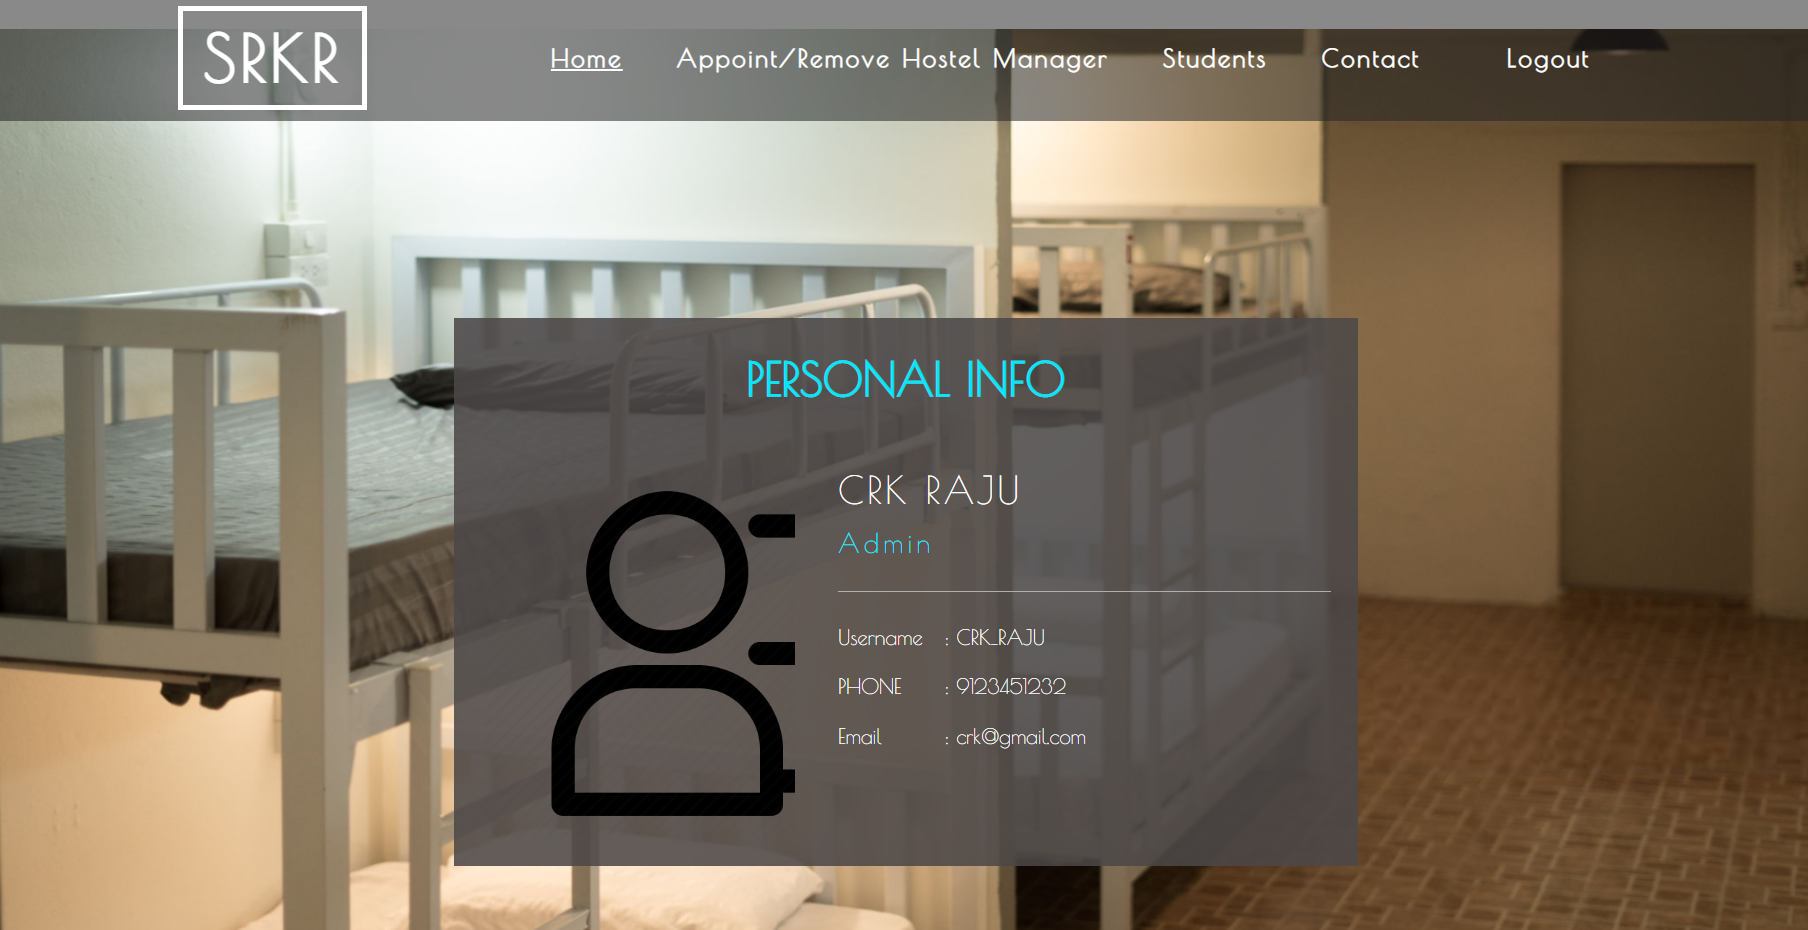 SRKR
Home Appoint/Remove Hostel Manager Students Contact Logout
PERSONAL INFO
CRK RAJU
Admin
Username : CRK_RAJU
PHONE : 9123451232
Email : crk@gmail.com